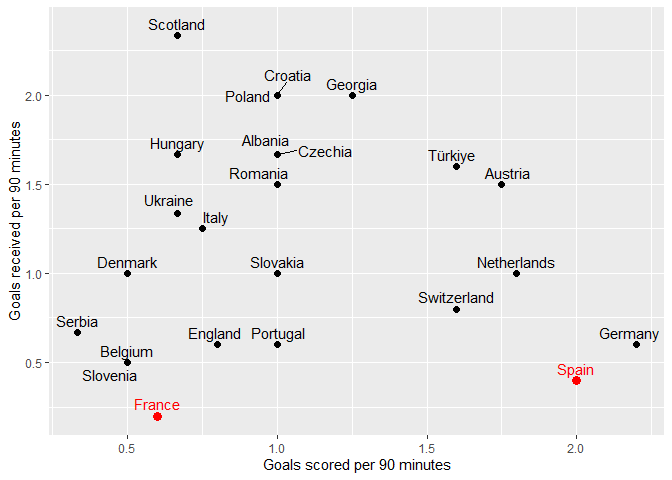 Scotland
Croatia
Georgia
Poland
2.0
Albania
Hungary
Czechia
Türkiye
Romania
Austria
1.5
Ukraine
Italy
Denmark
Slovakia
Netherlands
1.0
Switzerland
Serbia
England
Portugal
Germany
Belgium
0.5
Slovenia
Spain
France
Goals received per 90 minutes
0.5
1.0
1.5
2.0
Goals scored per 90 minutes